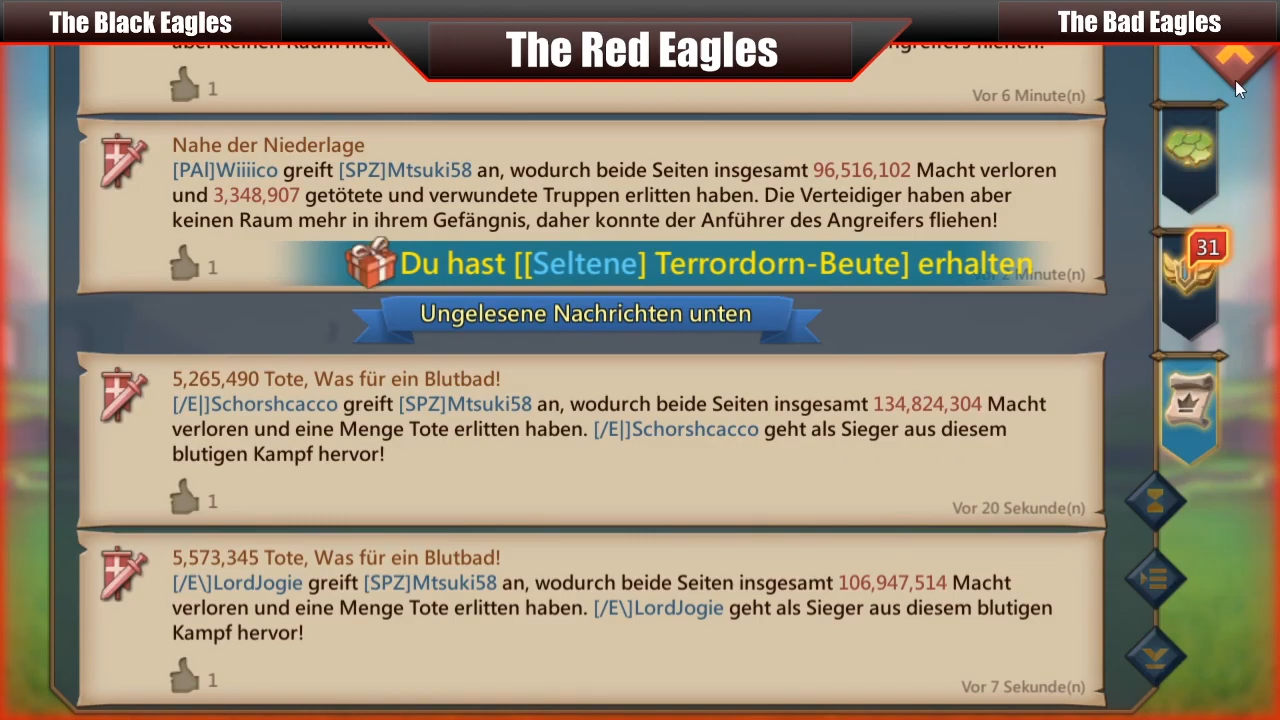 The Black Eagles
The Red Eagles
The Bad Eagles
1
Vor 6 Minute(n)
Nahe der Niederlage
[PAl]Wiiiico greift [SPZ]Mtsuki58 an, wodurch beide Seiten insgesamt 96,516,102 Macht verloren
und 3,348,907 getötete und verwundete Truppen erlitten haben. Die Verteidiger haben aber
keinen Raum mehr in ihrem Gefängnis, daher konnte der Anführer des Angreifers fliehen!
1
Du hast [[Seltene] Terrordorn-Beute] erhalten
Minute(n)
31
Ungelesene Nachrichten unten
5,265,490 Tote, Was für ein Blutbad!
[/E|]Schorshcacco greift [SPZ]Mtsuki58 an, wodurch beide Seiten insgesamt 134,824,304 Macht
verloren und eine Menge Tote erlitten haben. [/E|]Schorshcacco geht als Sieger aus diesem
blutigen Kampf hervor!
1
Vor 20 Sekunde(n)
5,573,345 Tote, Was für ein Blutbad!
[/E\]LordJogie greift [SPZ]Mtsuki58 an, wodurch beide Seiten insgesamt 106,947,514 Macht
verloren und eine Menge Tote erlitten haben. [/E\]LordJogie geht als Sieger aus diesem blutigen
Kampf hervor!
1
Vor 7 Sekunde(n)